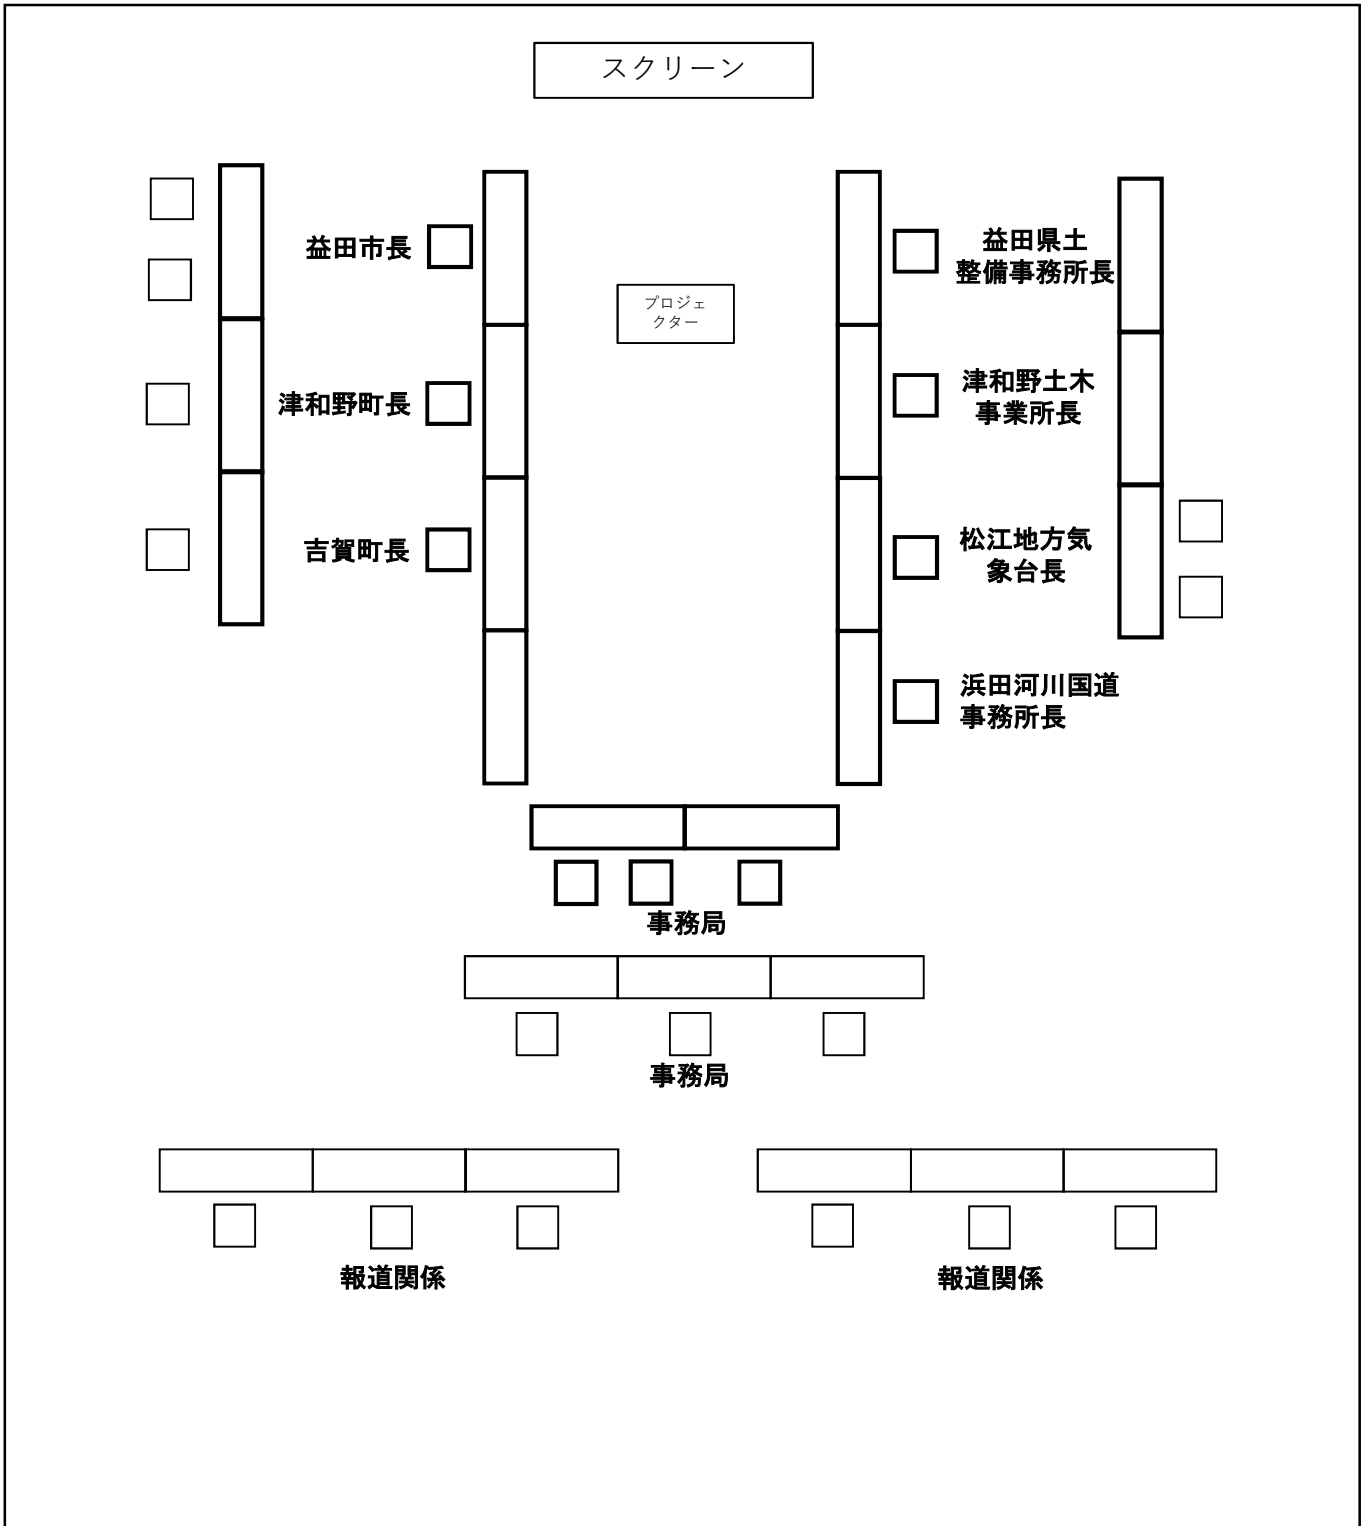 スクリーン
益田市長
益田県土
整備事務所長
プロジェ
クター
津和野町長
津和野土木
事業所長
吉賀町長
松江地方気
象台長
浜田河川国道
事務所長
事務局
事務局
報道関係
報道関係